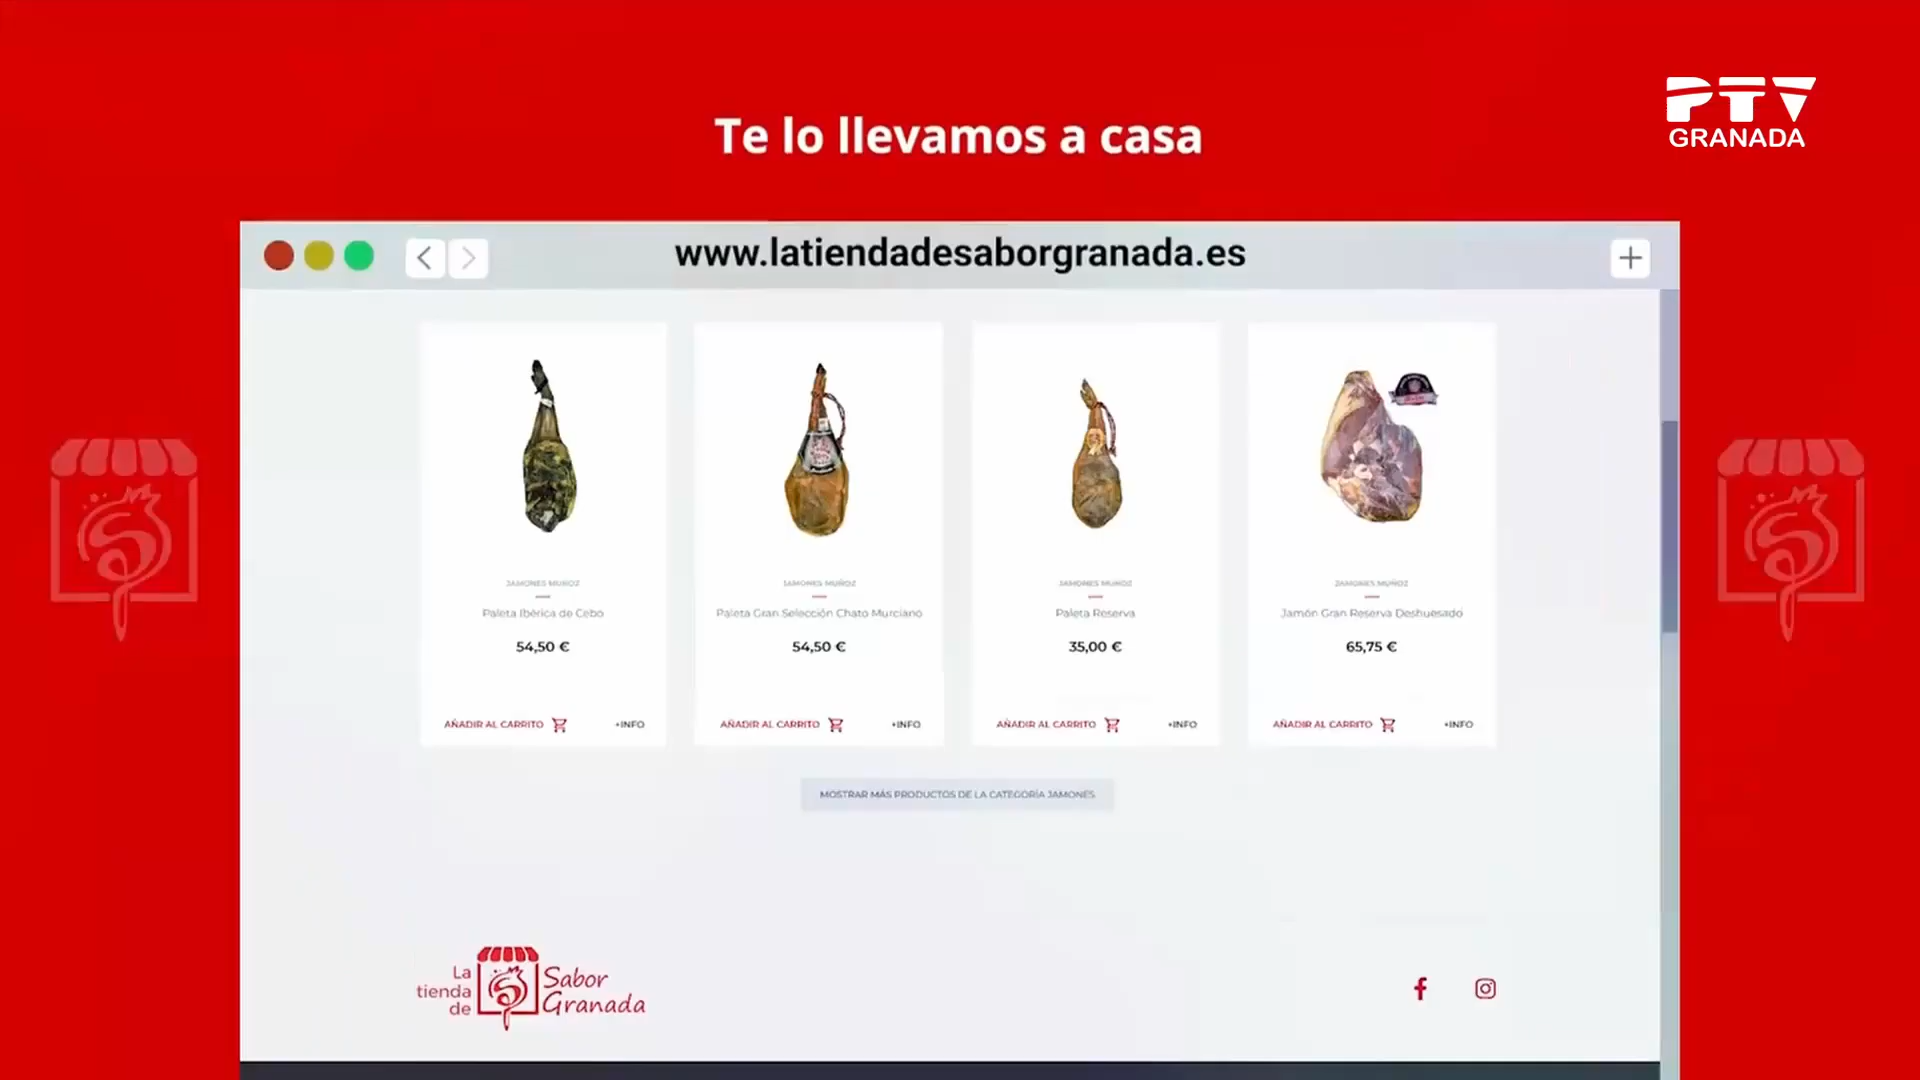 PTV
GRANADA
Te lo llevamos a casa
www.latiendadesaborgranada.es
JAMONES MUÑOZ
Paleta Ibérica de Cebo
54,50 €
AÑADIR AL CARRITO
+INFO
JAMONES MUÑOZ
Paleta Gran Selección Chato Murciano
54,50 €
AÑADIR AL CARRITO
+INFO
JAMONES MUÑOZ
Paleta Reserva
35,00 €
AÑADIR AL CARRITO
+INFO
JAMONES MUÑOZ
Jamón Gran Reserva Deshuesado
65,75 €
AÑADIR AL CARRITO
+INFO
MOSTRAR MÁS PRODUCTOS DE LA CATEGORÍA JAMONES
La
tienda
de
Sabor
Granada